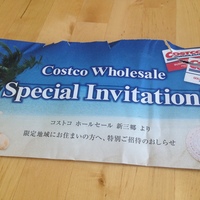 Costco Wholesale
Special Invitation
コストコ ホールセール 新三郷 より
限定地域にお住まいの方へ、特別ご招待のおしらせ